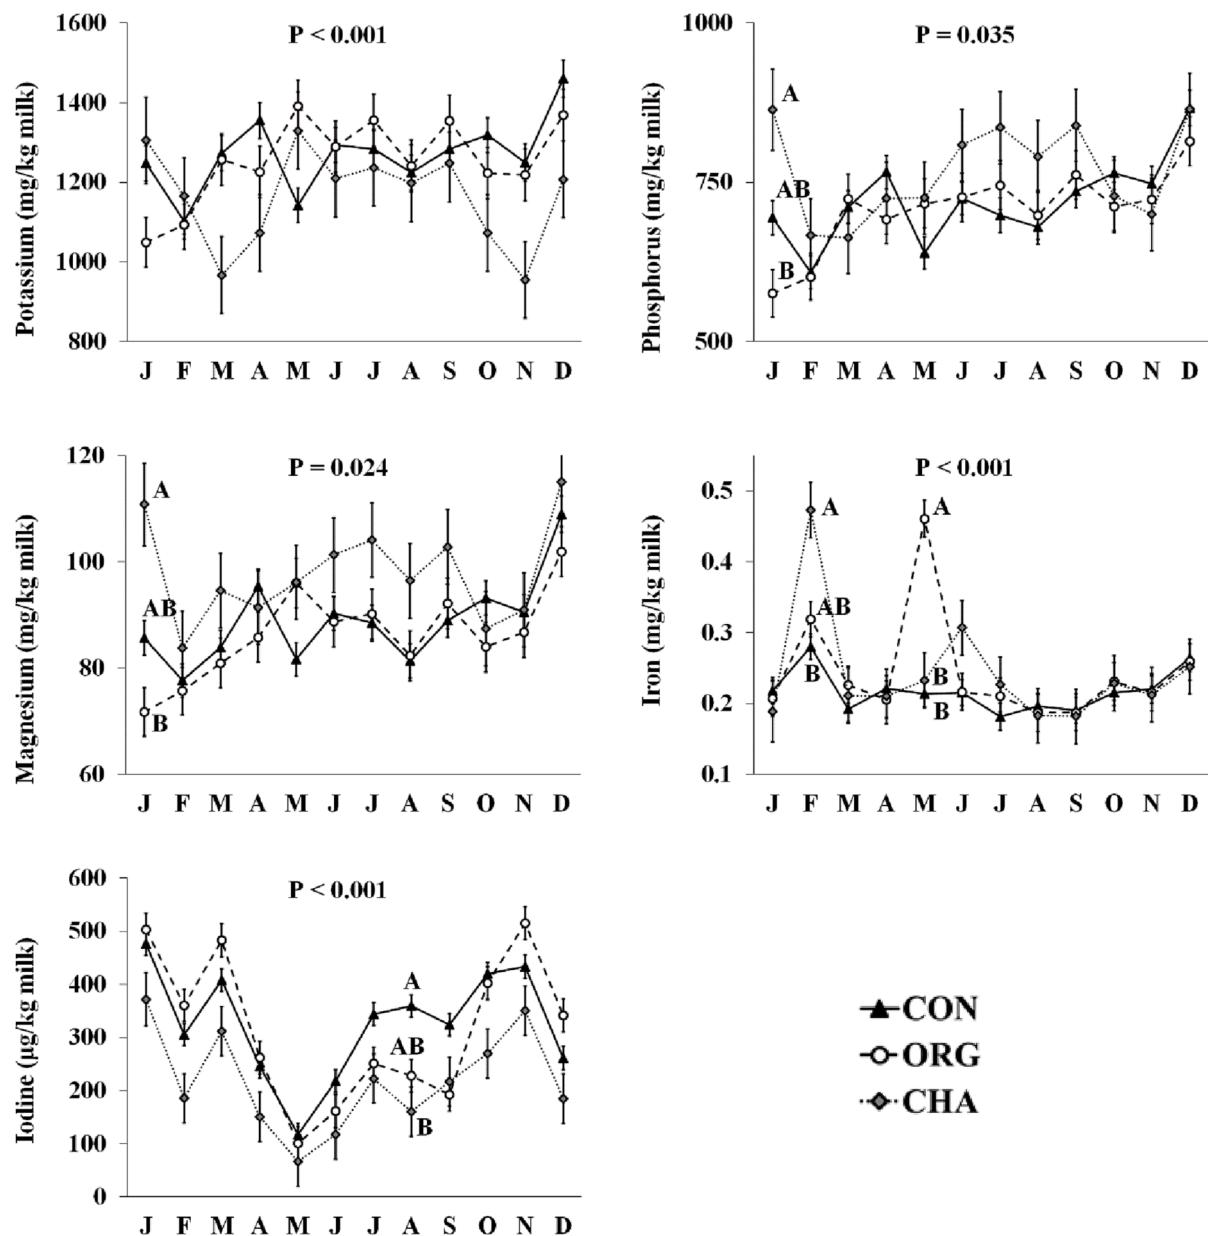 Potassium (mg/kg milk)
P < 0.001
1600
1400
1200
1000
800
J F M A M J J A S O N D
Phosphorus (mg/kg milk)
P = 0.035
1000
750
500
A
AB
B
J F M A M J J A S O N D
Magnesium (mg/kg milk)
P = 0.024
120
100
80
60
A
AB
B
J F M A M J J A S O N D
Iron (mg/kg milk)
P < 0.001
0.5
0.4
0.3
0.2
0.1
A
AB
B
A
B
B
J F M A M J J A S O N D
Iodine (µg/kg milk)
P < 0.001
600
500
400
300
200
100
0
A
AB
B
J F M A M J J A S O N D
CON
ORG
CHA